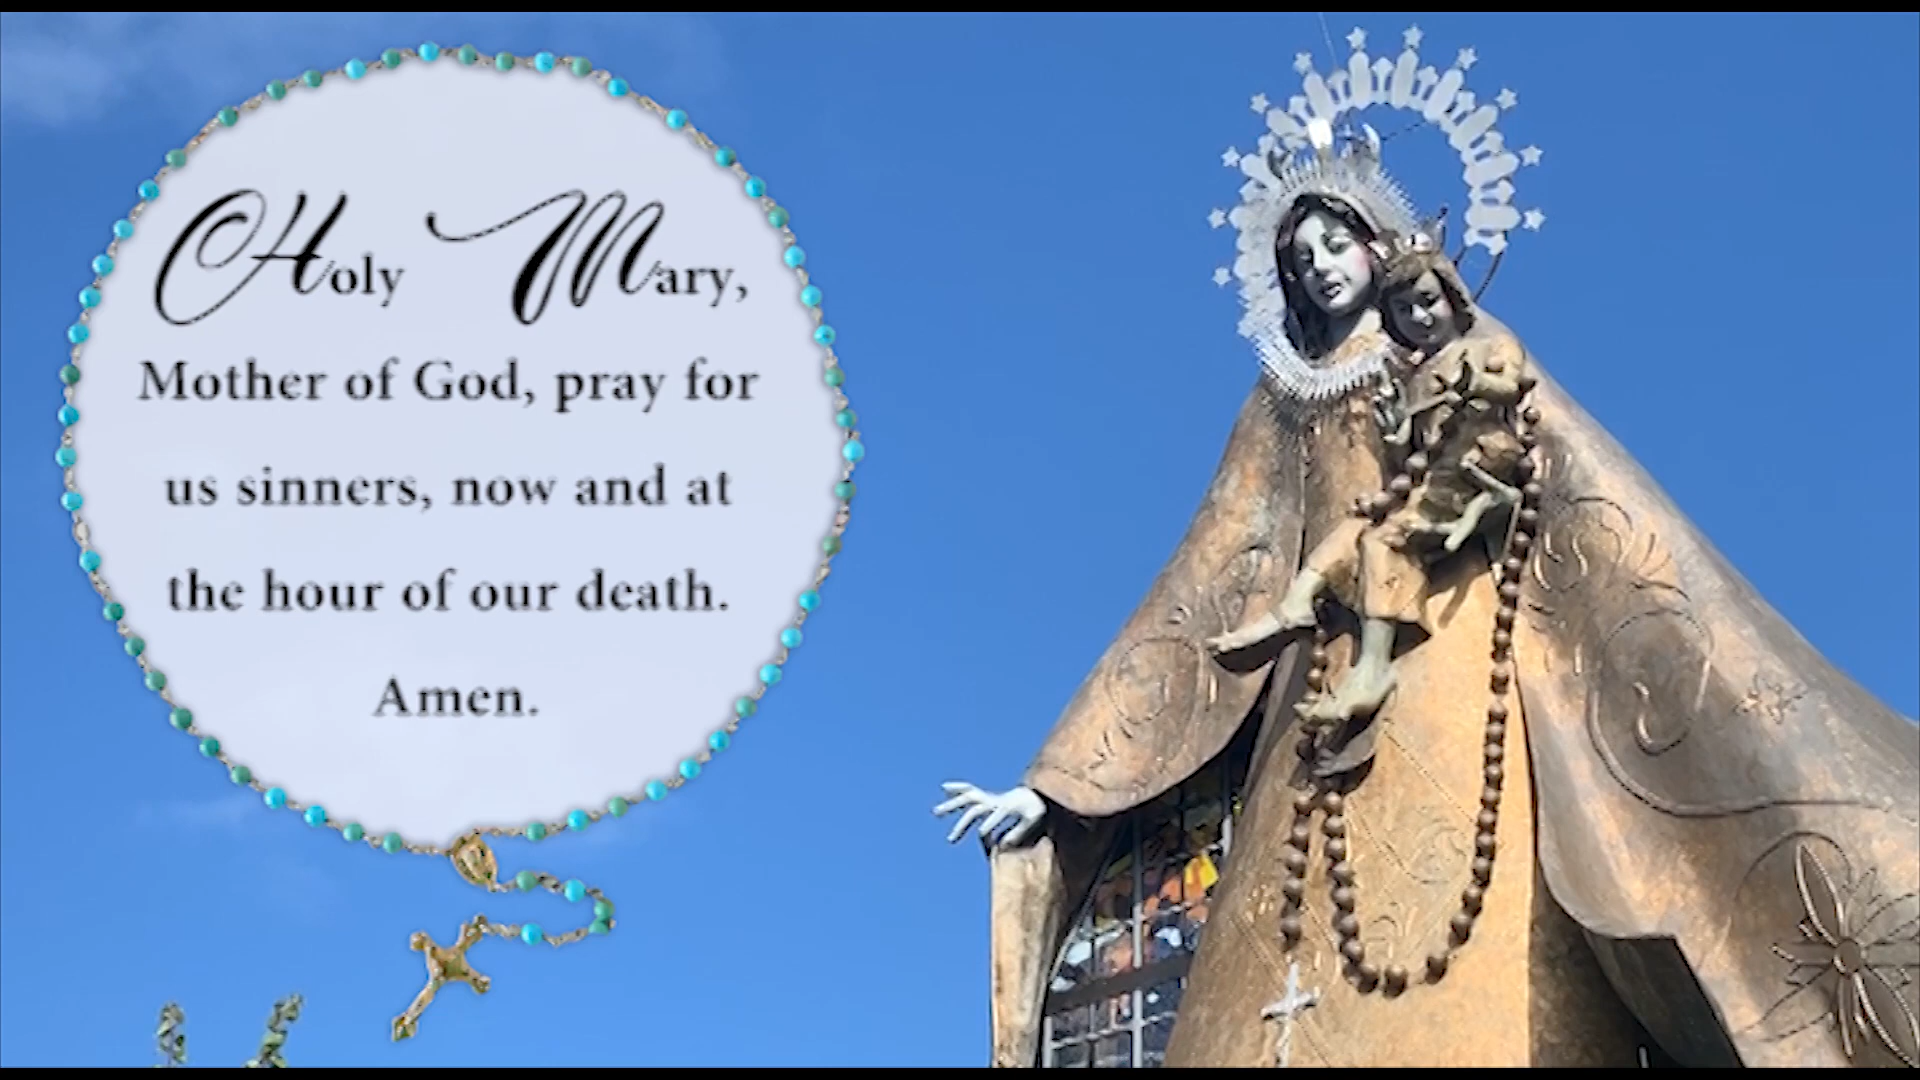 Holy Mary,
Mother of God, pray for
us sinners, now and at
the hour of our death.
Amen.